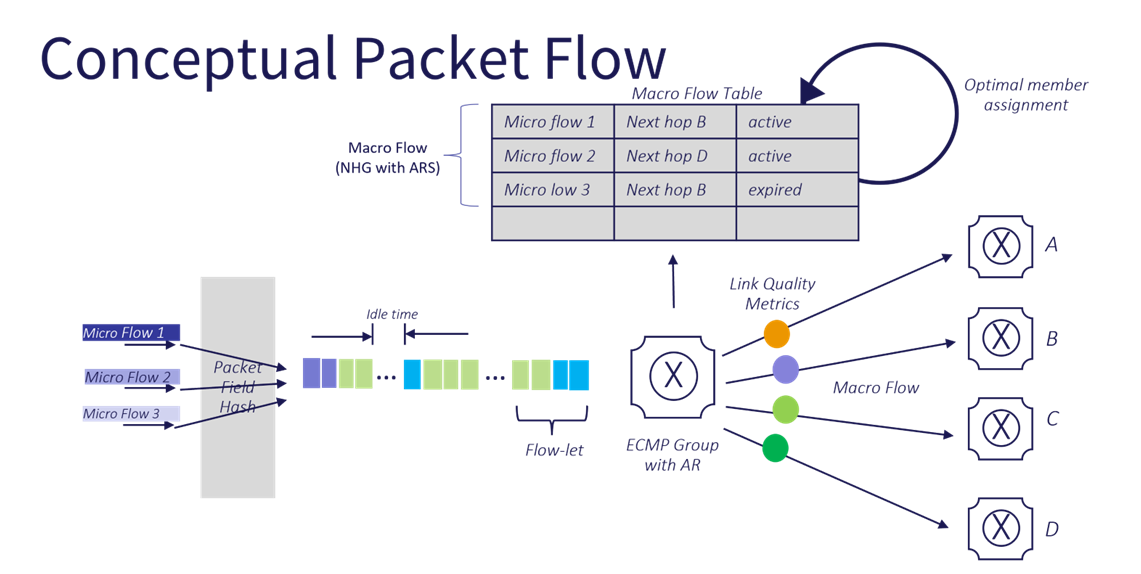 Conceptual Packet Flow
Macro Flow Table
Optimal member
assignment
Macro Flow
(NHG with ARS)
Micro flow 1 Next hop B active
Micro flow 2 Next hop D active
Micro low 3 Next hop B expired
A
Link Quality
Metrics
Idle time
Micro Flow 1
Micro Flow 2
Micro Flow 3
Packet
Field
Hash
...
...
Flow-let
X
ECMP Group
with AR
Macro Flow
X
X
B
X
C
X
D